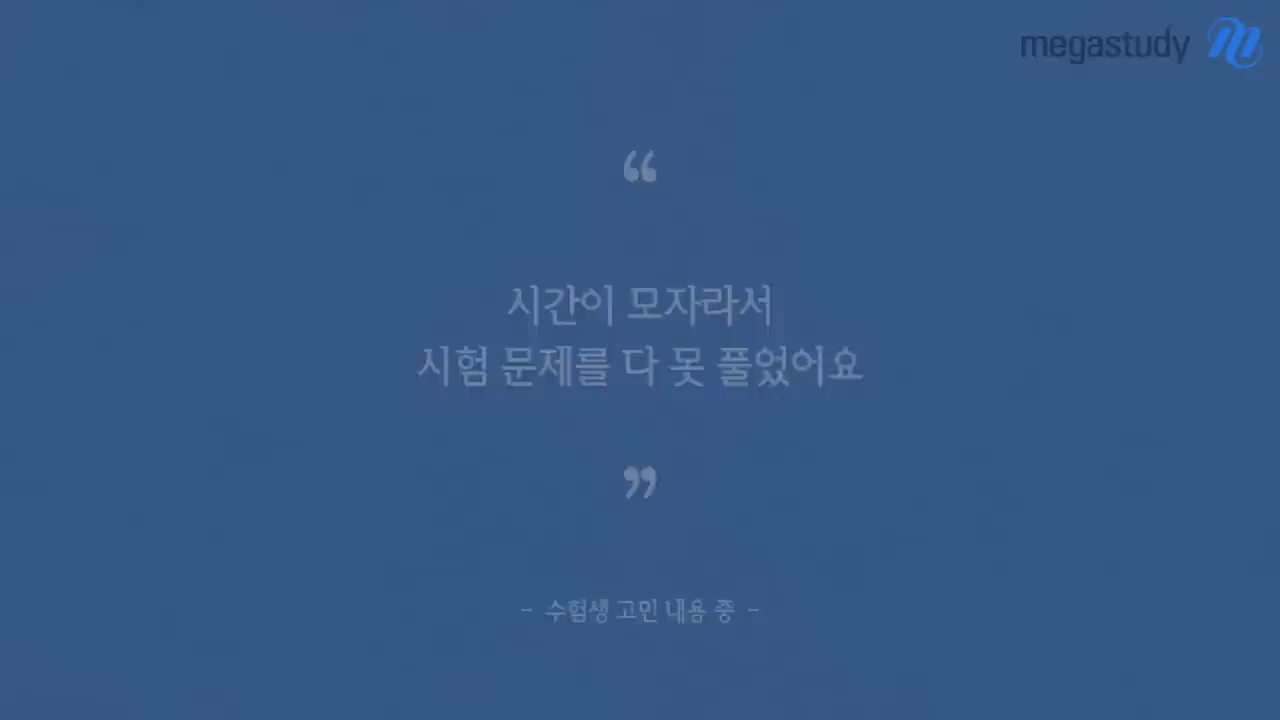 megastudy
“
시간이 모자라서
시험 문제를 다 못 풀었어요
”
- 수험생 고민 내용 중 -